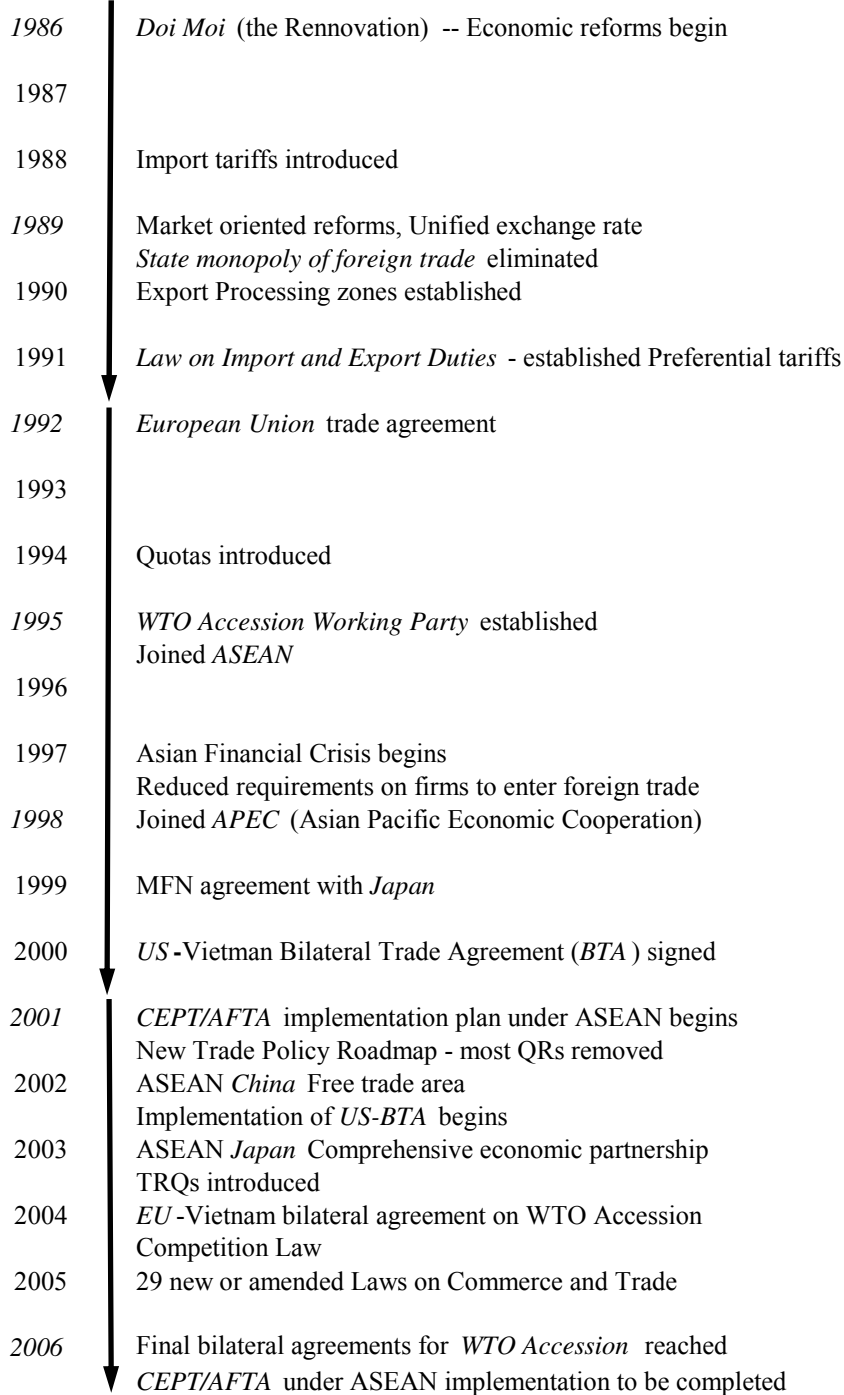 1986 Doi Moi (the Rennovation) -- Economic reforms begin
1987
1988 Import tariffs introduced
1989 Market oriented reforms, Unified exchange rate
State monopoly of foreign trade eliminated
1990 Export Processing zones established
1991 Law on Import and Export Duties - established Preferential tariffs
1992 European Union trade agreement
1993
1994 Quotas introduced
1995 WTO Accession Working Party established
Joined ASEAN
1996
1997 Asian Financial Crisis begins
Reduced requirements on firms to enter foreign trade
1998 Joined APEC (Asian Pacific Economic Cooperation)
1999 MFN agreement with Japan
2000 US-Vietman Bilateral Trade Agreement (BTA) signed
2001 CEPT/AFTA implementation plan under ASEAN begins
New Trade Policy Roadmap - most QRs removed
2002 ASEAN China Free trade area
Implementation of US-BTA begins
2003 ASEAN Japan Comprehensive economic partnership
TRQs introduced
2004 EU-Vietnam bilateral agreement on WTO Accession
Competition Law
2005 29 new or amended Laws on Commerce and Trade
2006 Final bilateral agreements for WTO Accession reached
CEPT/AFTA under ASEAN implementation to be completed